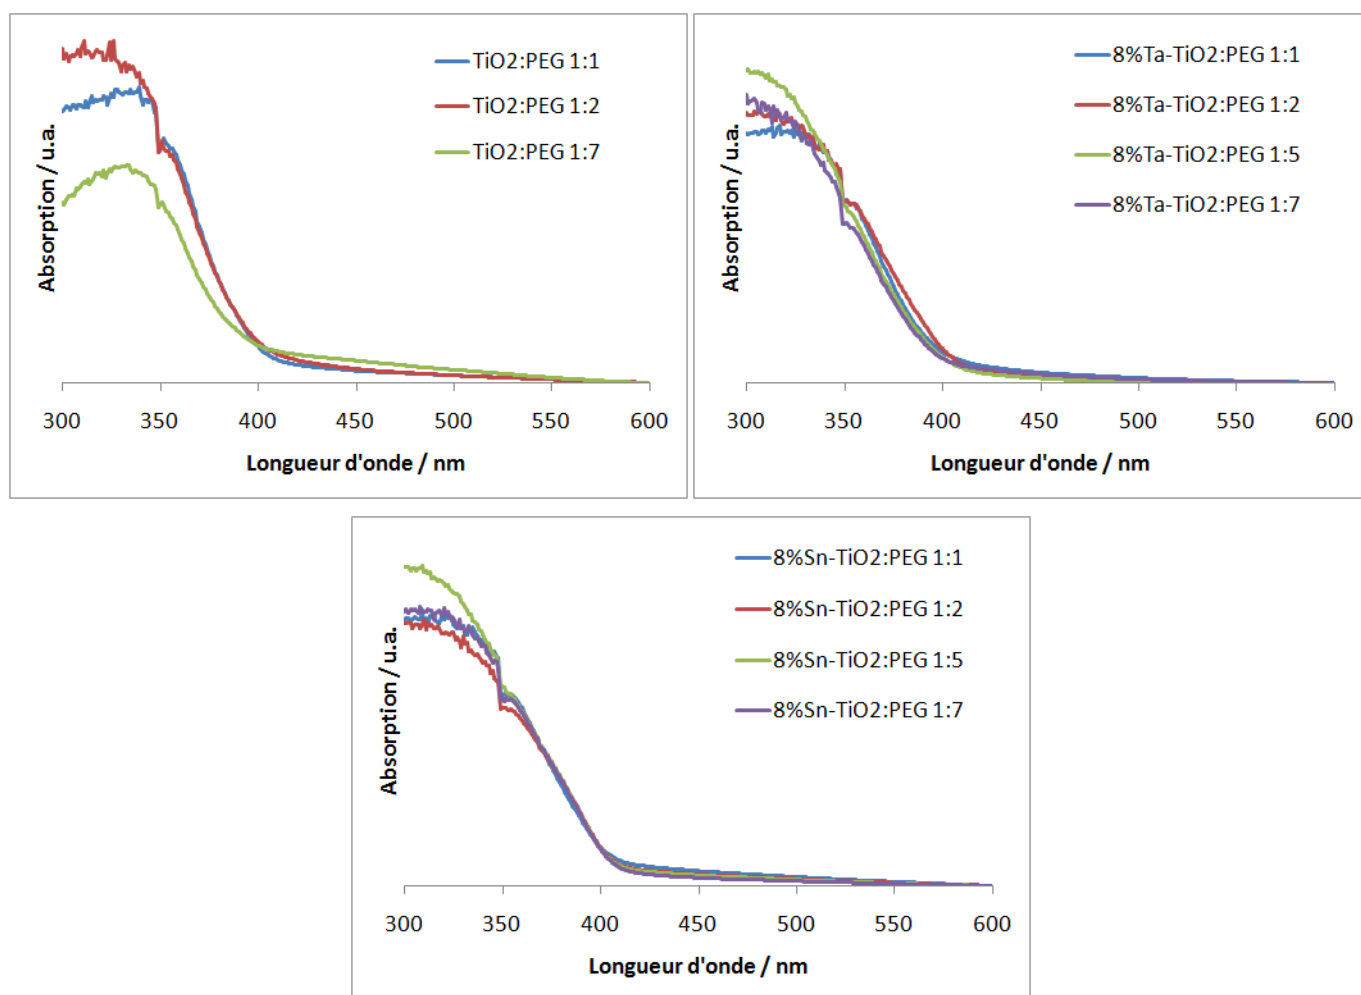 Absorption / u.a.
TiO2:PEG 1:1
TiO2:PEG 1:2
TiO2:PEG 1:7
300 350 400 450 500 550 600
Longueur d'onde / nm
Absorption / u.a.
8%Ta-TiO2:PEG 1:1
8%Ta-TiO2:PEG 1:2
8%Ta-TiO2:PEG 1:5
8%Ta-TiO2:PEG 1:7
300 350 400 450 500 550 600
Longueur d'onde / nm
Absorption / u.a.
8%Sn-TiO2:PEG 1:1
8%Sn-TiO2:PEG 1:2
8%Sn-TiO2:PEG 1:5
8%Sn-TiO2:PEG 1:7
300 350 400 450 500 550 600
Longueur d'onde / nm